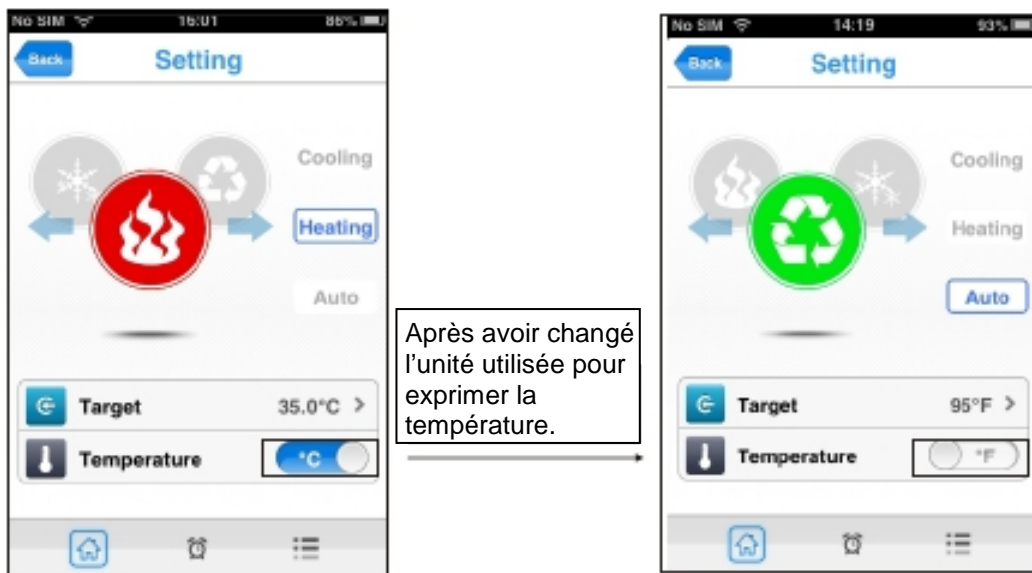 No SIM 16:01 86%
Back Setting
Cooling
Heating
Auto
Target 35.0°C >
Temperature °C
Après avoir changé
l'unité utilisée pour
exprimer la
température.
No SIM 14:19 93%
Back Setting
Cooling
Heating
Auto
Target 95°F >
Temperature °F